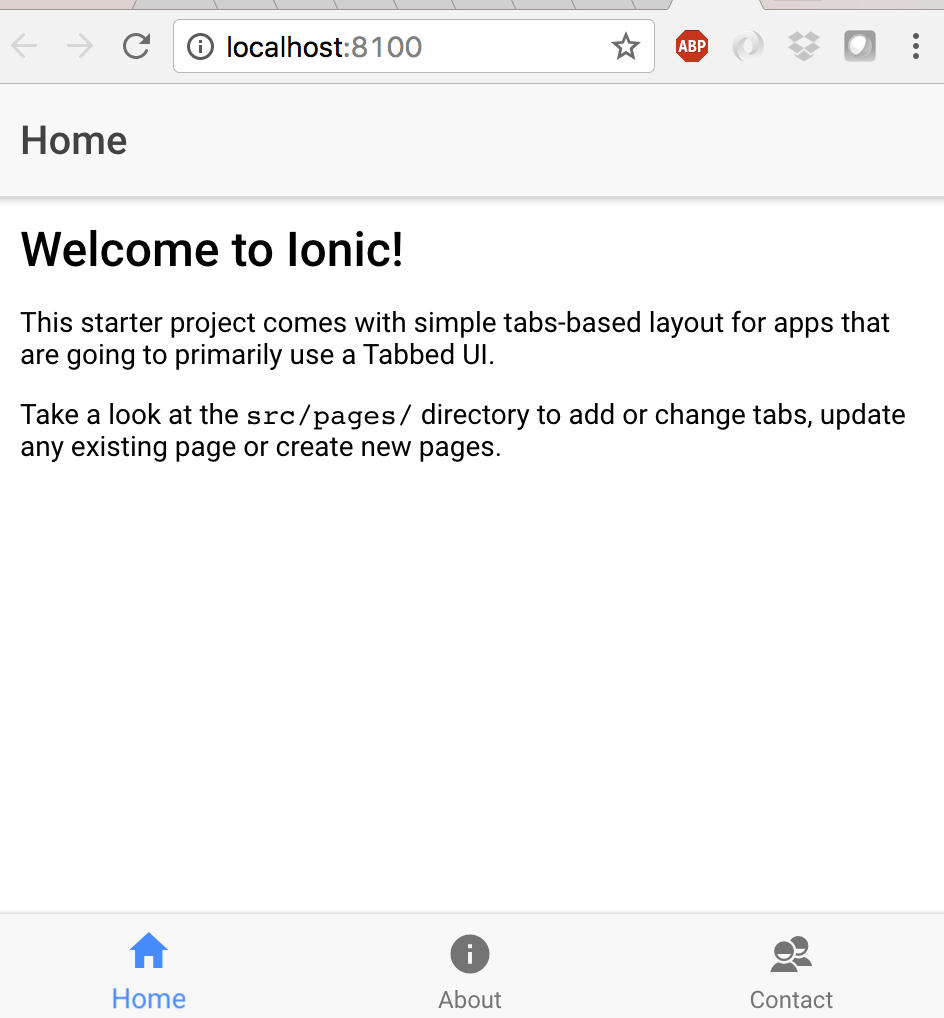 localhost:8100
ABP
Home
Welcome to Ionic!
This starter project comes with simple tabs-based layout for apps that
are going to primarily use a Tabbed UI.
Take a look at the src/pages/ directory to add or change tabs, update
any existing page or create new pages.
Home
About
Contact